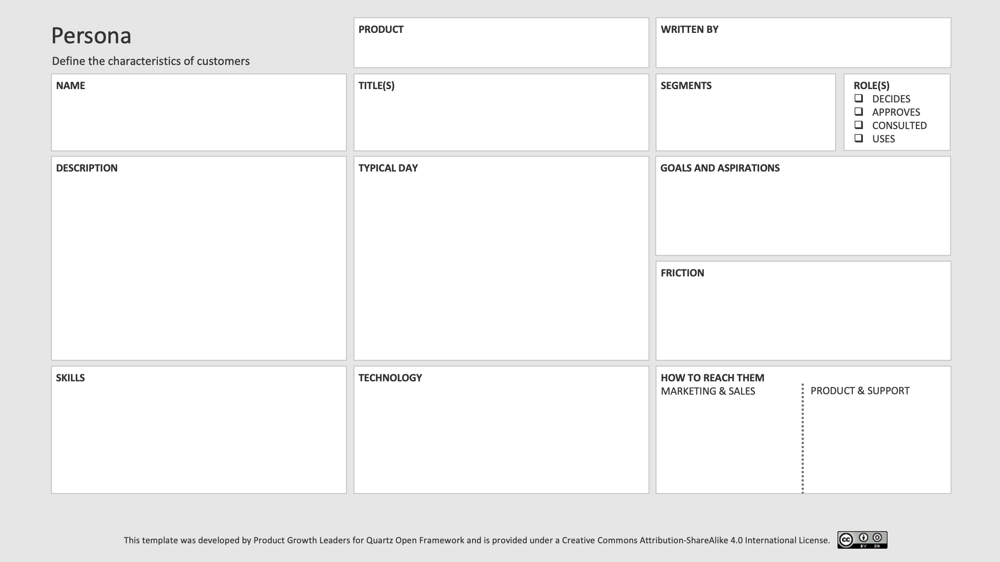 Persona
Define the characteristics of customers
PRODUCT
WRITTEN BY
NAME
TITLE(S)
SEGMENTS
ROLE(S)
❑ DECIDES
❑ APPROVES
❑ CONSULTED
❑ USES
DESCRIPTION
TYPICAL DAY
GOALS AND ASPIRATIONS
FRICTION
SKILLS
TECHNOLOGY
HOW TO REACH THEM
MARKETING & SALES
PRODUCT & SUPPORT
This template was developed by Product Growth Leaders for Quartz Open Framework and is provided under a Creative Commons Attribution-ShareAlike 4.0 International License.
cc
BY SA